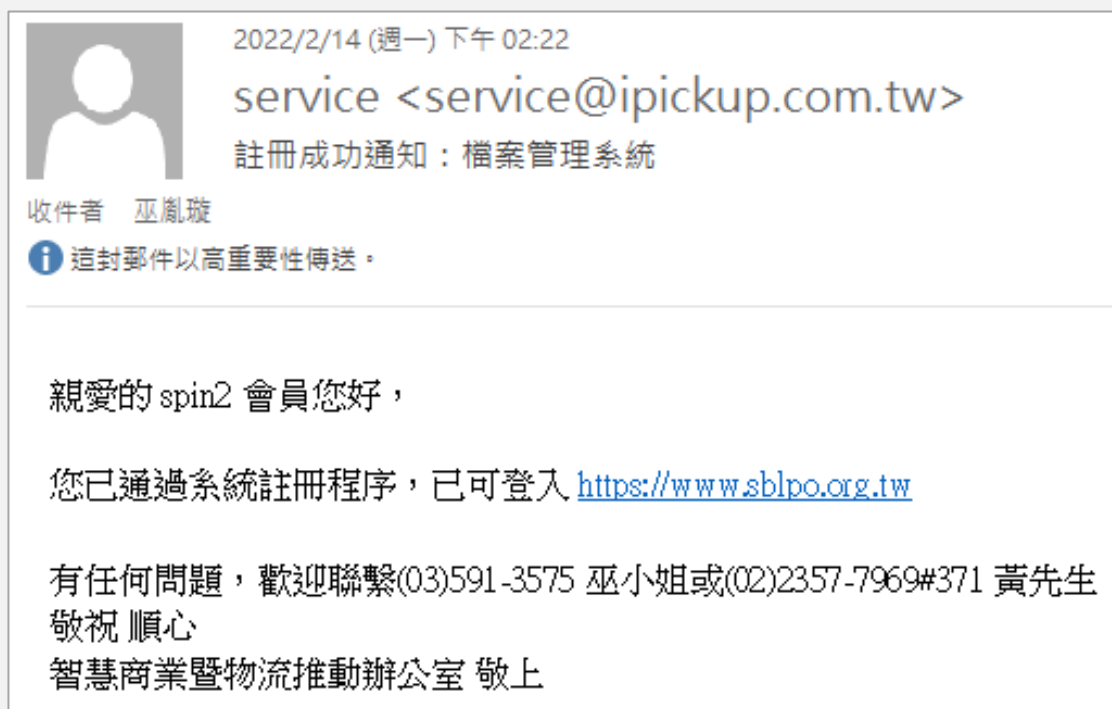 2022/2/14 (週一) 下午 02:22
service <service@ipickup.com.tw>
註冊成功通知：檔案管理系統
收件者 巫胤璇
這封郵件以高重要性傳送。
親愛的 spin2 會員您好，
您已通過系統註冊程序，已可登入 https://www.sblpo.org.tw
有任何問題，歡迎聯繫(03)591-3575 巫小姐或(02)2357-7969#371 黃先生
敬祝 順心
智慧商業暨物流推動辦公室 敬上